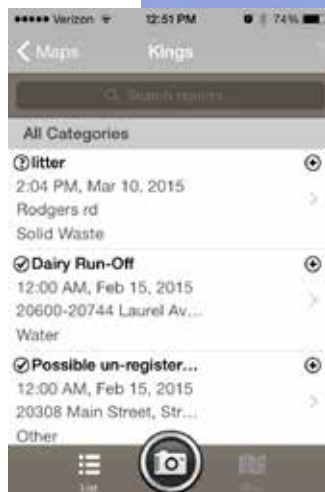 Verizon 12:51 PM 74%
Maps Kings
Search reports...
All Categories
litter
2:04 PM, Mar 10, 2015
Rodgers rd
Solid Waste
Dairy Run-Off
12:00 AM, Feb 15, 2015
20600-20744 Laurel Av...
Water
Possible un-register...
12:00 AM, Feb 15, 2015
20308 Main Street, Str...
Other
List